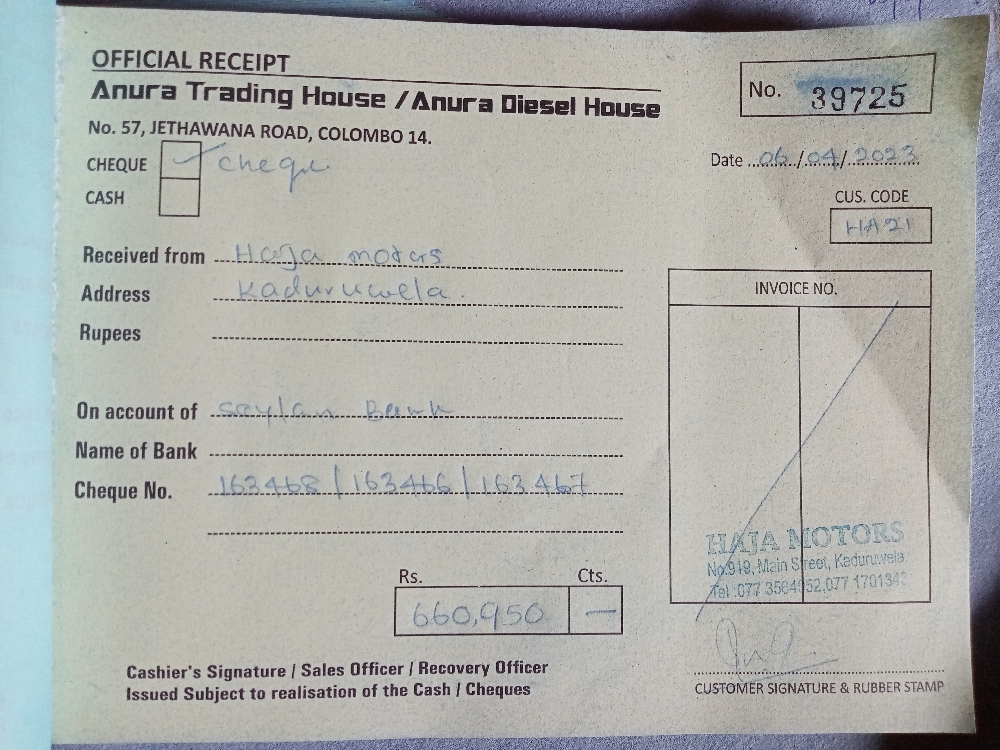 OFFICIAL RECEIPT
Anura Trading House / Anura Diesel House
No. 57, JETHAWANA ROAD, COLOMBO 14.
No. 39725
CHEQUE cheque
CASH
Date 06/04/2023
CUS. CODE
HA21
Received from Haja motors
Address Kaduruwela.
Rupees
INVOICE NO.
On account of Seylan Bank
Name of Bank
Cheque No. 163468 / 163466 / 163467
HAJA MOTORS
No.919, Main Street, Kaduruwela.
Tel :077
Rs. Cts.
660,950 —
Cashier's Signature / Sales Officer / Recovery Officer
Issued Subject to realisation of the Cash / Cheques
CUSTOMER SIGNATURE & RUBBER STAMP